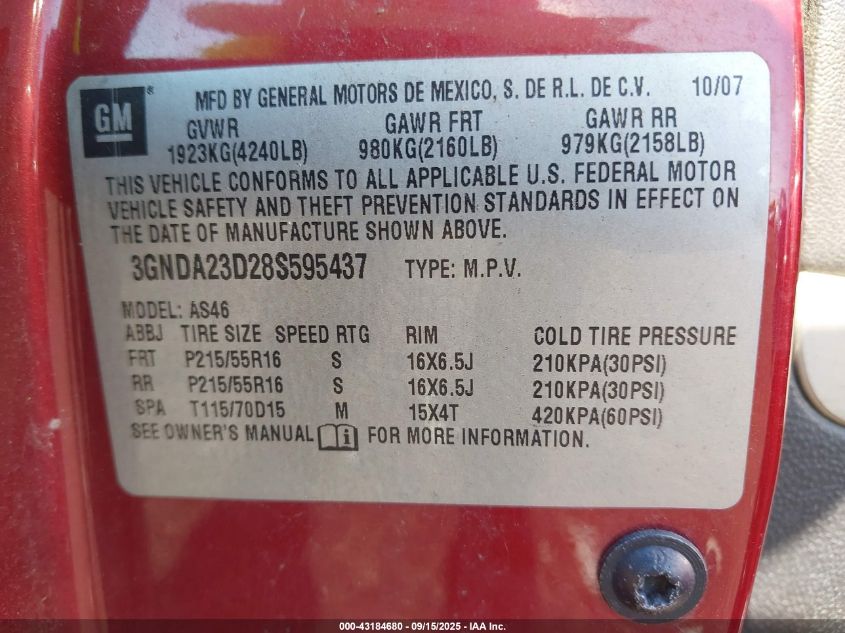 GM ® MFD BY GENERAL MOTORS DE MEXICO, S. DE R.L. DE C.V. 10/07
GVWR GAWR FRT GAWR RR
1923KG(4240LB) 980KG(2160LB) 979KG(2158LB)
THIS VEHICLE CONFORMS TO ALL APPLICABLE U.S. FEDERAL MOTOR
VEHICLE SAFETY AND THEFT PREVENTION STANDARDS IN EFFECT ON
THE DATE OF MANUFACTURE SHOWN ABOVE.
3GNDA23D28S595437 TYPE: M.P.V.
MODEL: AS46
ABBJ TIRE SIZE SPEED RTG RIM COLD TIRE PRESSURE
FRT P215/55R16 S 16X6.5J 210KPA(30PSI)
RR P215/55R16 S 16X6.5J 210KPA(30PSI)
SPA T115/70D15 M 15X4T 420KPA(60PSI)
SEE OWNER'S MANUAL i FOR MORE INFORMATION.
000-43184680 - 09/15/2025 - IAA Inc.